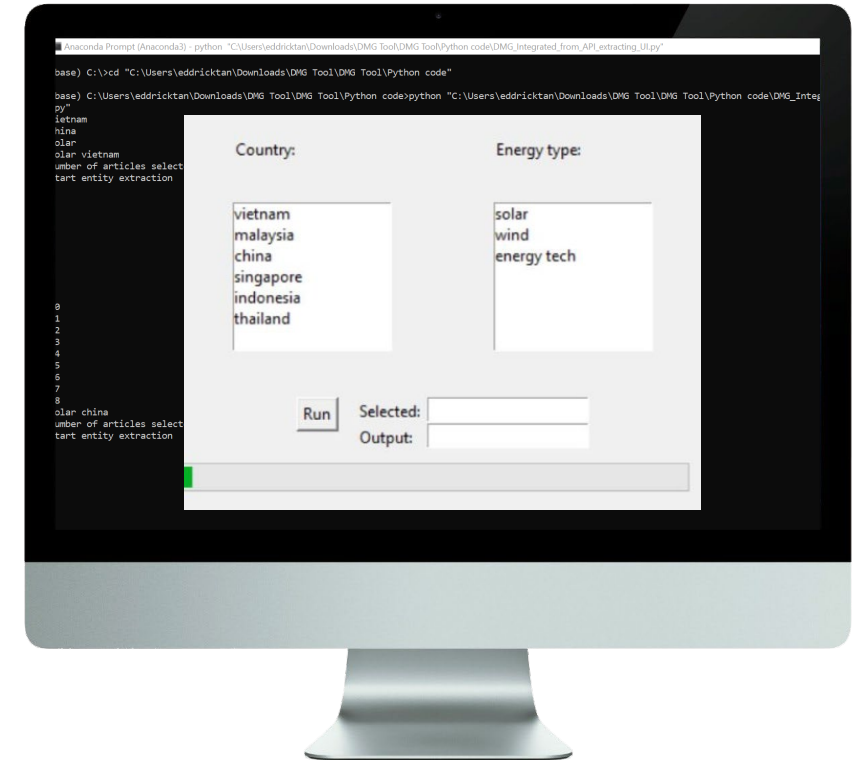 Anaconda Prompt (Anaconda3) - python "C:\Users\eddricktan\Downloads\DMG Tool\DMG Tool\Python code\DMG_Integrated_from_API_extracting_UI.py"
base) C:\>cd "C:\Users\eddricktan\Downloads\DMG Tool\DMG Tool\Python code"
base) C:\Users\eddricktan\Downloads\DMG Tool\DMG Tool\Python code>python "C:\Users\eddricktan\Downloads\DMG Tool\DMG Tool\Python code\DMG_Integ
py"
ietnam
hina
olar
olar vietnam
umber of articles select
tart entity extraction
0
1
2
3
4
5
6
7
8
olar china
umber of articles select
tart entity extraction
Country:
vietnam
malaysia
china
singapore
indonesia
thailand
Energy type:
solar
wind
energy tech
Run
Selected:
Output: